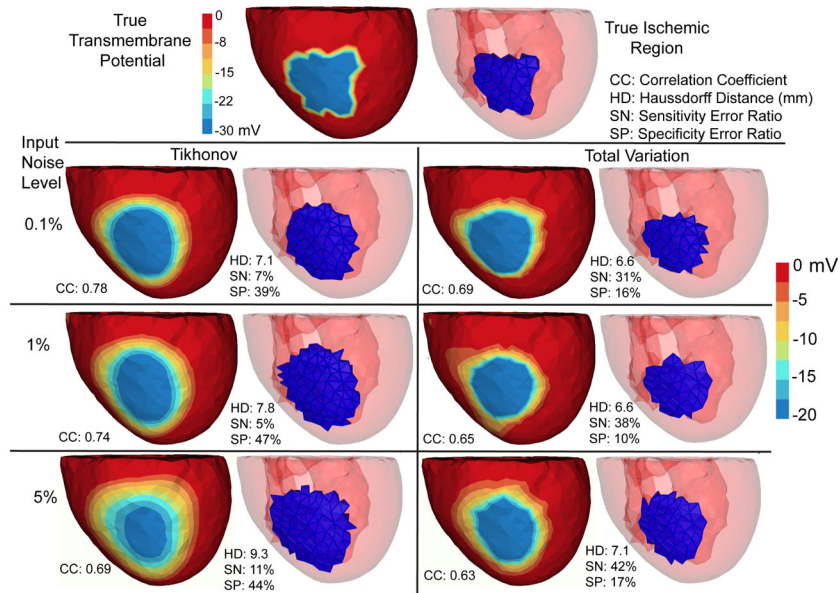 True
Transmembrane
Potential
0
-8
-15
-22
-30 mV
True Ischemic
Region
CC: Correlation Coefficient
HD: Haussdorff Distance (mm)
SN: Sensitivity Error Ratio
SP: Specificity Error Ratio
Input
Noise
Level
Tikhonov
Total Variation
0.1%
CC: 0.78
HD: 7.1
SN: 7%
SP: 39%
CC: 0.69
HD: 6.6
SN: 31%
SP: 16%
0 mV
-5
-10
-15
-20
1%
CC: 0.74
HD: 7.8
SN: 5%
SP: 47%
CC: 0.65
HD: 6.6
SN: 38%
SP: 10%
5%
CC: 0.69
HD: 9.3
SN: 11%
SP: 44%
CC: 0.63
HD: 7.1
SN: 42%
SP: 17%